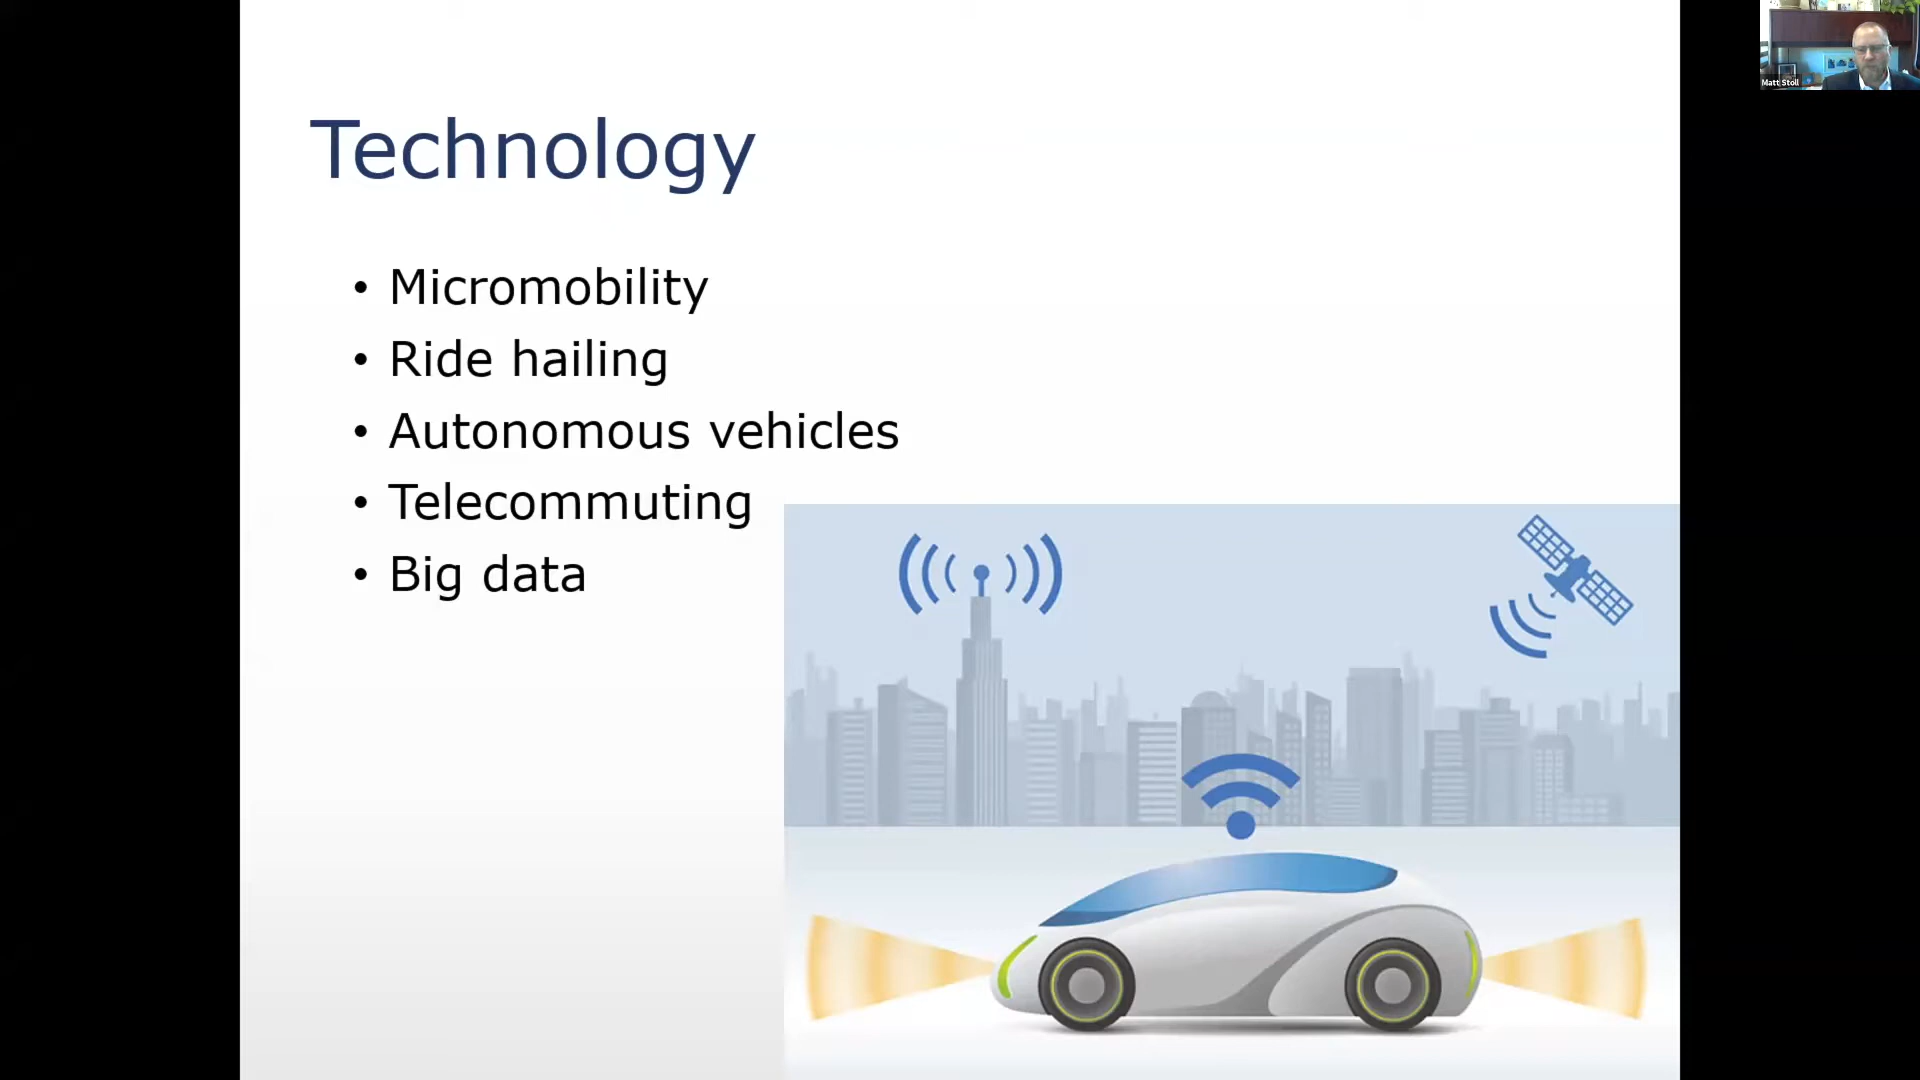 Technology
• Micromobility
• Ride hailing
• Autonomous vehicles
• Telecommuting
• Big data
Matt Stoll